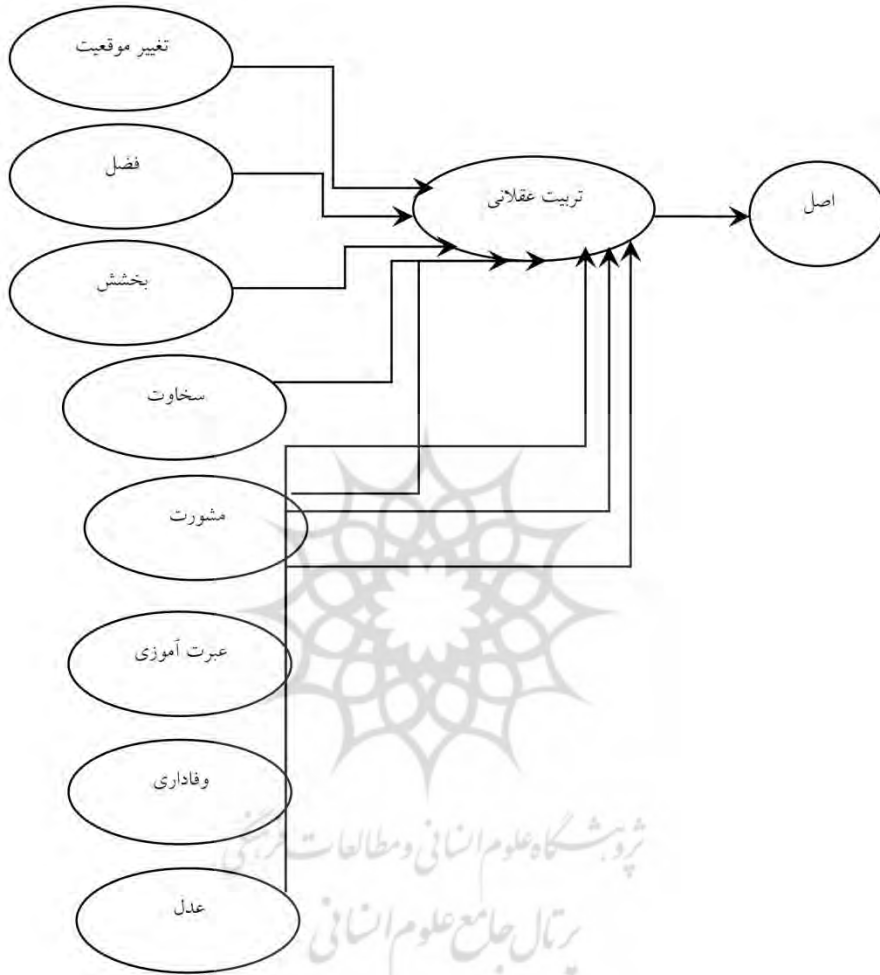 تغییر موقعیت
فضل
تربیت عقلانی
اصل
بخشش
سخاوت
مشورت
عبرت آموزی
وفاداری
پژوهشگاه علوم انسانی و مطالعات فرهنگی
عدل
پرتال جامع علوم انسانی